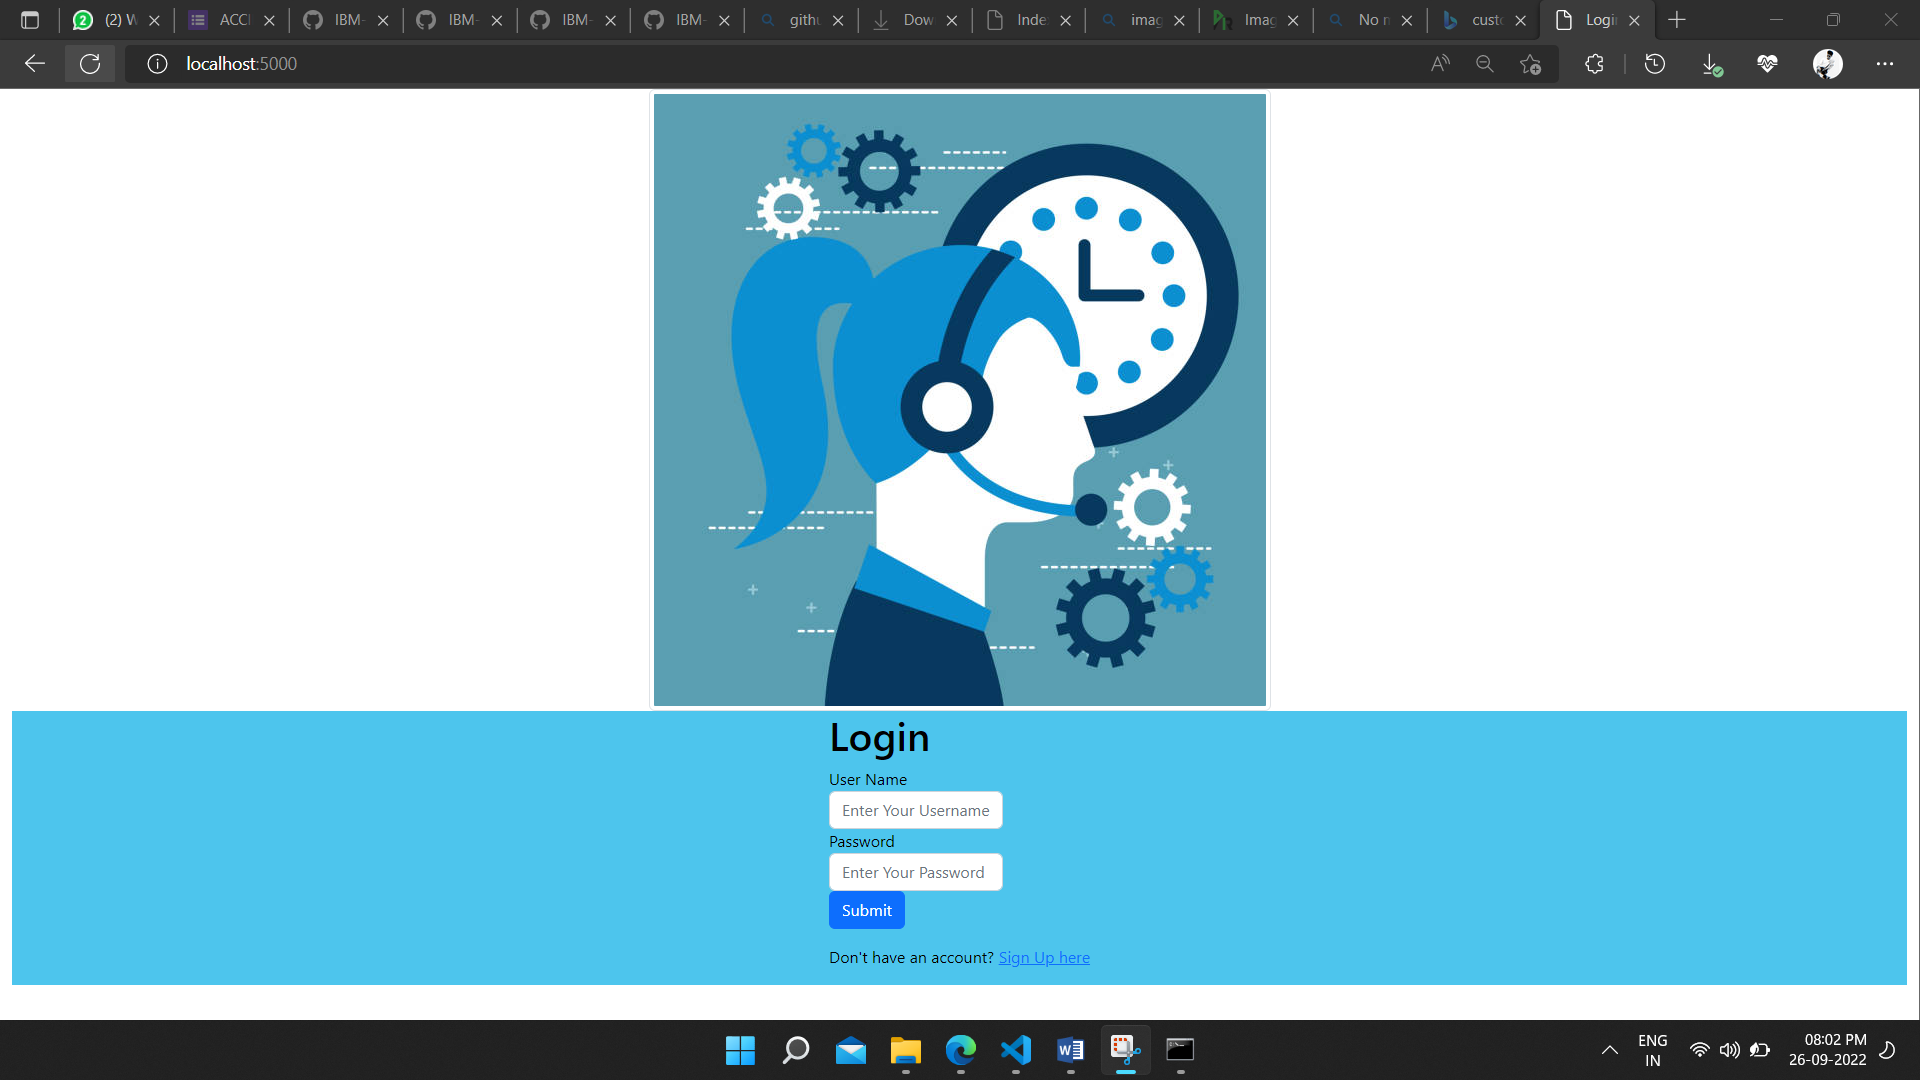 (2) W
ACC
IBM-
IBM-
IBM-
IBM-
githu
Dow
Inde
imag
Imag
No n
custo
Login
localhost:5000
Login
User Name
Enter Your Username
Password
Enter Your Password
Submit
Don't have an account? Sign Up here
ENG
IN
08:02 PM
26-09-2022